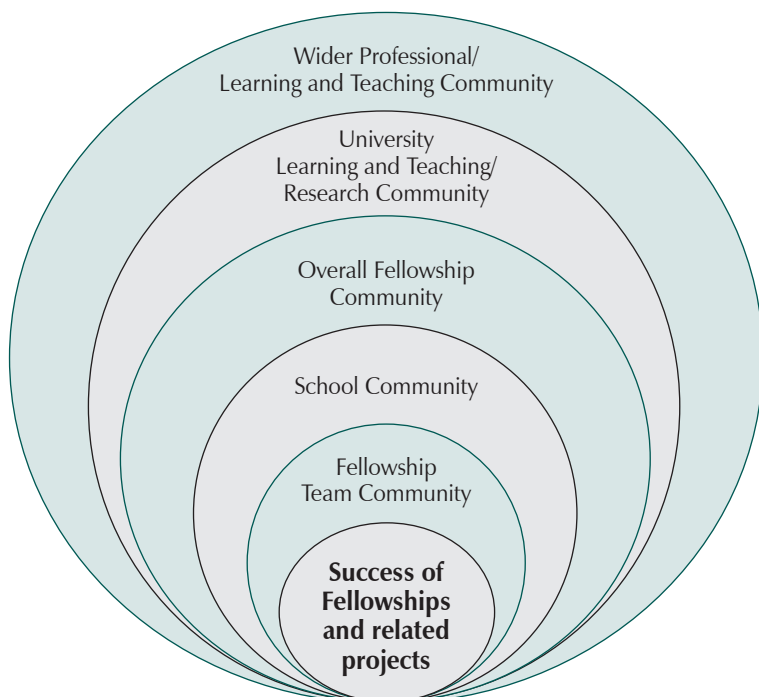 Wider Professional/
Learning and Teaching Community
University
Learning and Teaching/
Research Community
Overall Fellowship
Community
School Community
Fellowship
Team Community
Success of
Fellowships
and related
projects